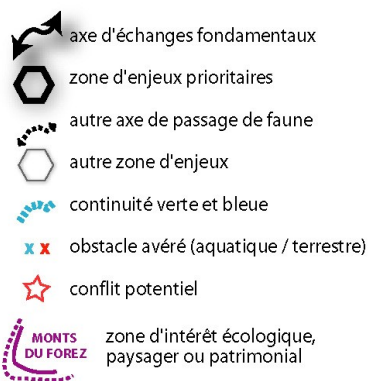 axe d'échanges fondamentaux
zone d'enjeux prioritaires
autre axe de passage de faune
autre zone d'enjeux
continuité verte et bleue
x x obstacle avéré (aquatique / terrestre)
conflit potentiel
MONTS
DU FOREZ
zone d'intérêt écologique,
paysager ou patrimonial